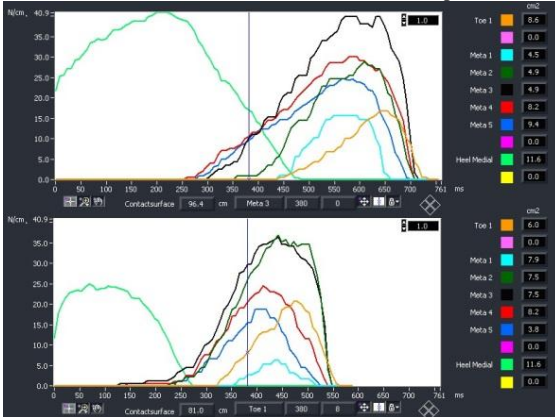 cm2
N/cm, 40.9
1.0
Toe 1 8.6
35.0
0.0
30.0
Meta 1 4.5
25.0
Meta 2 4.9
20.0
Meta 3 4.9
15.0
Meta 4 8.2
10.0
Meta 5 9.4
5.0
0.0
0.0
Heel Medial 11.6
0 50 100 150 200 250 300 350 400 450 500 550 600 650 700 761 ms
0.0
Contactsurface 96.4 cm Meta 3 380 0
cm2
N/cm, 40.9
1.0
Toe 1 6.0
35.0
0.0
30.0
Meta 1 7.9
25.0
Meta 2 7.5
20.0
Meta 3 7.5
15.0
Meta 4 8.2
10.0
Meta 5 3.8
5.0
0.0
0.0
Heel Medial 11.6
0 50 100 150 200 250 300 350 400 450 500 550 600 650 700 761 ms
0.0
Contactsurface 81.0 cm Toe 1 380 8